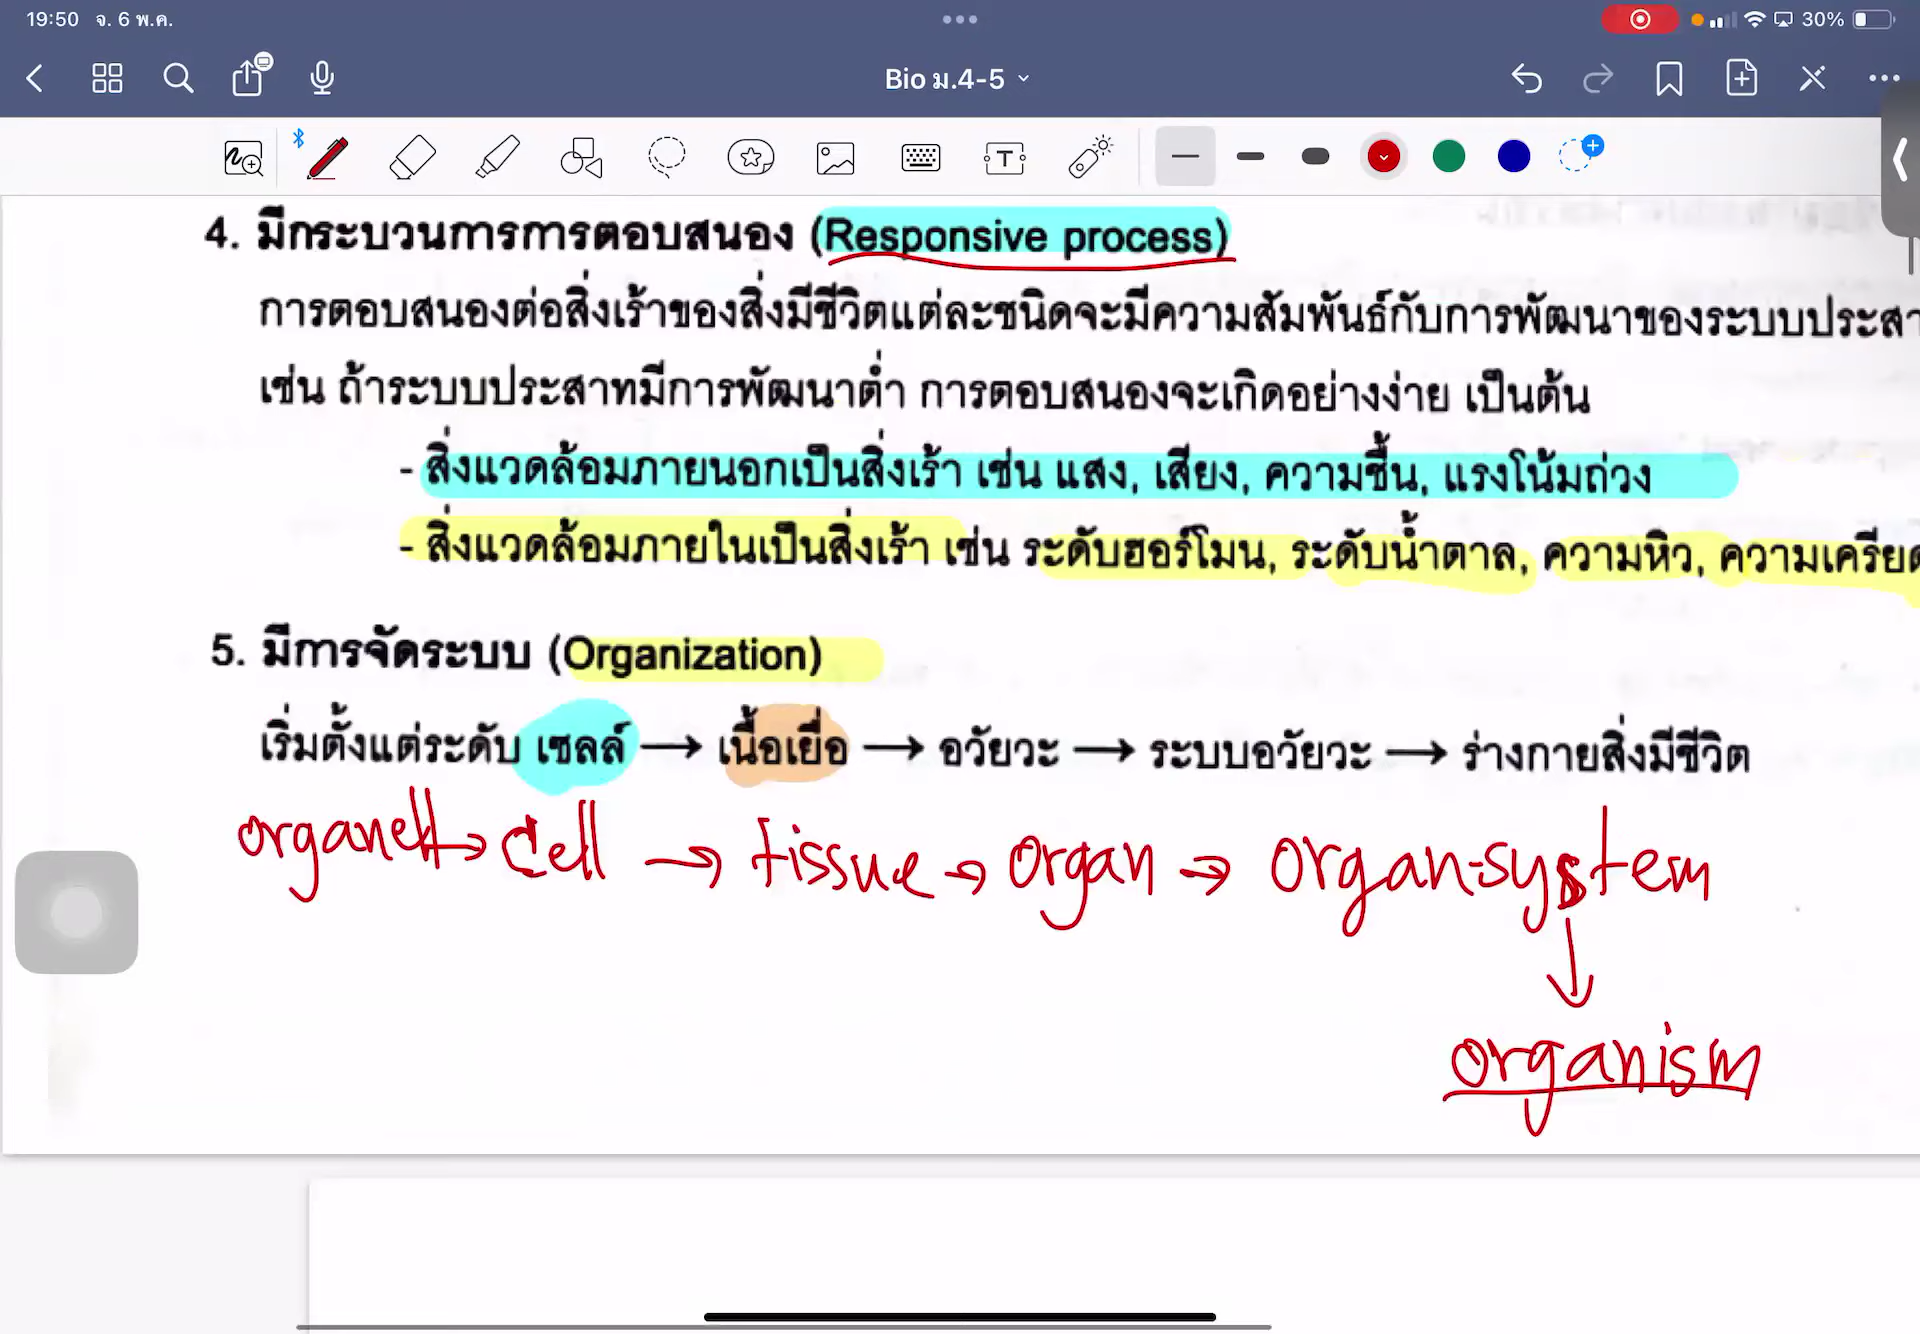 19:50 จ. 6 พ.ค.
30%
Bio ม.4-5
4. มีกระบวนการการตอบสนอง (Responsive process)
การตอบสนองต่อสิ่งเร้าของสิ่งมีชีวิตแต่ละชนิดจะมีความสัมพันธ์กับการพัฒนาของระบบประสา
เช่น ถ้าระบบประสาทมีการพัฒนาต่ำ การตอบสนองจะเกิดอย่างง่าย เป็นต้น
- สิ่งแวดล้อมภายนอกเป็นสิ่งเร้า เช่น แสง, เสียง, ความชื้น, แรงโน้มถ่วง
- สิ่งแวดล้อมภายในเป็นสิ่งเร้า เช่น ระดับฮอร์โมน, ระดับน้ำตาล, ความหิว, ความเครียด
5. มีการจัดระบบ (Organization)
เริ่มตั้งแต่ระดับ เซลล์ → เนื้อเยื่อ → อวัยวะ → ระบบอวัยวะ → ร่างกายสิ่งมีชีวิต
organell → cell → tissue → organ → organ-system
↓
organism